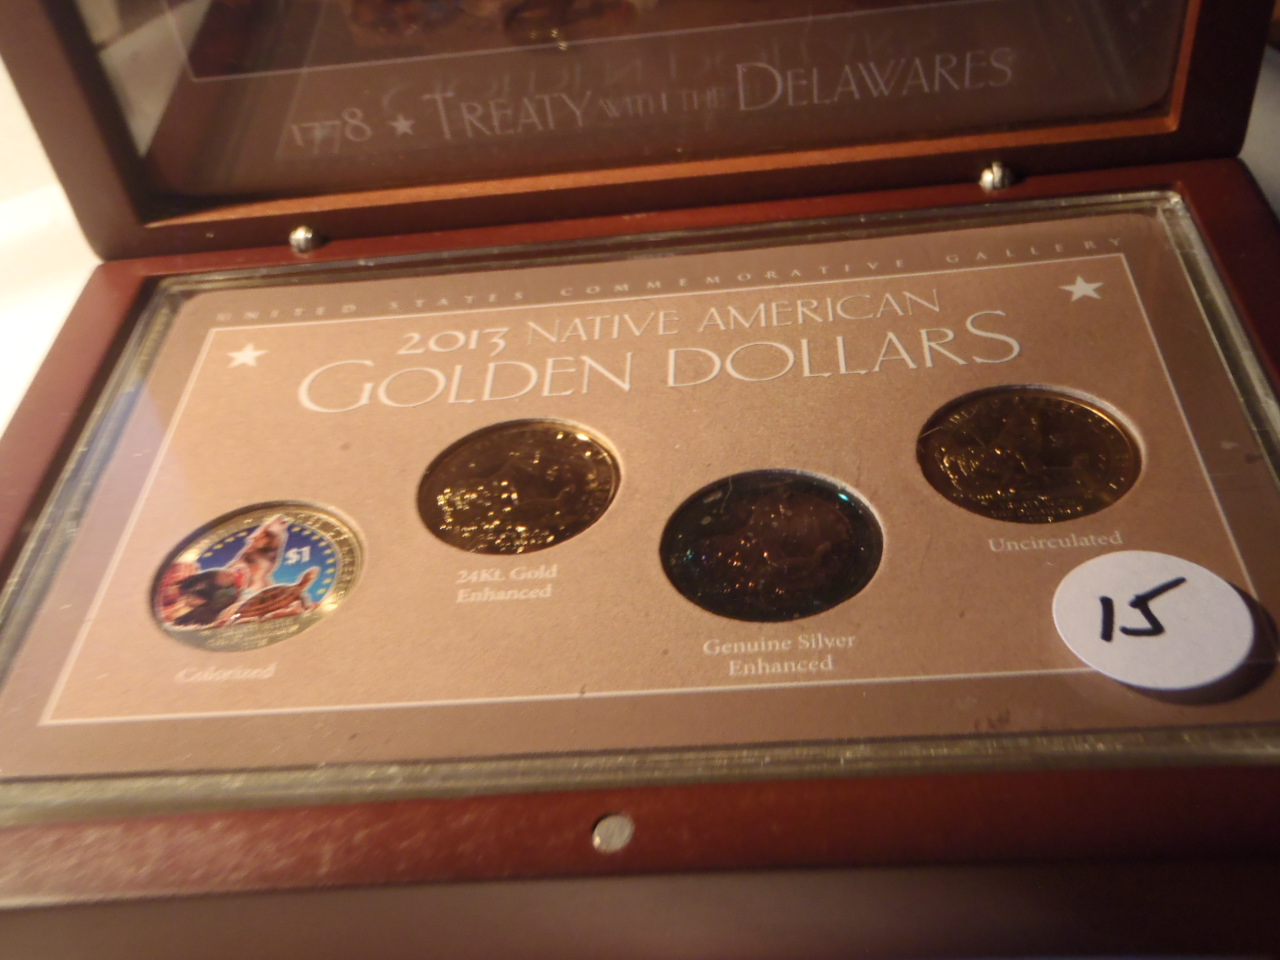 1778 ★ TREATY WITH THE DELAWARES
UNITED STATES COMMEMORATIVE GALLERY
2013 NATIVE AMERICAN
GOLDEN DOLLARS
$1
Colorized
24Kt. Gold
Enhanced
Genuine Silver
Enhanced
Uncirculated
15